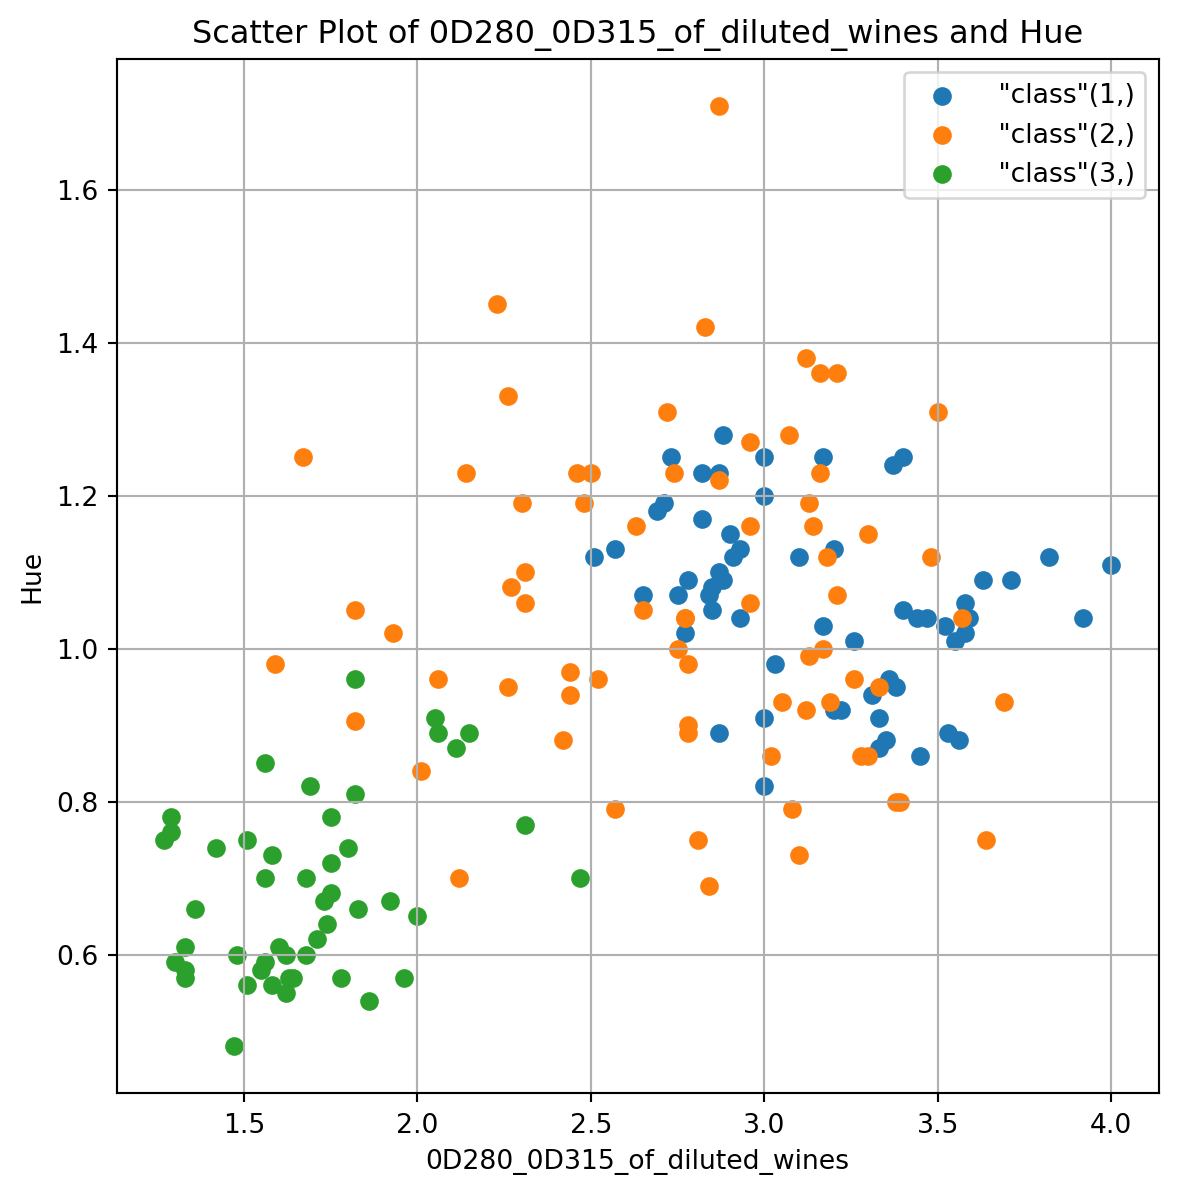 Scatter Plot of 0D280_0D315_of_diluted_wines and Hue
"class"(1,)
"class"(2,)
"class"(3,)
1.6
1.4
1.2
1.0
0.8
0.6
Hue
1.5 2.0 2.5 3.0 3.5 4.0
0D280_0D315_of_diluted_wines